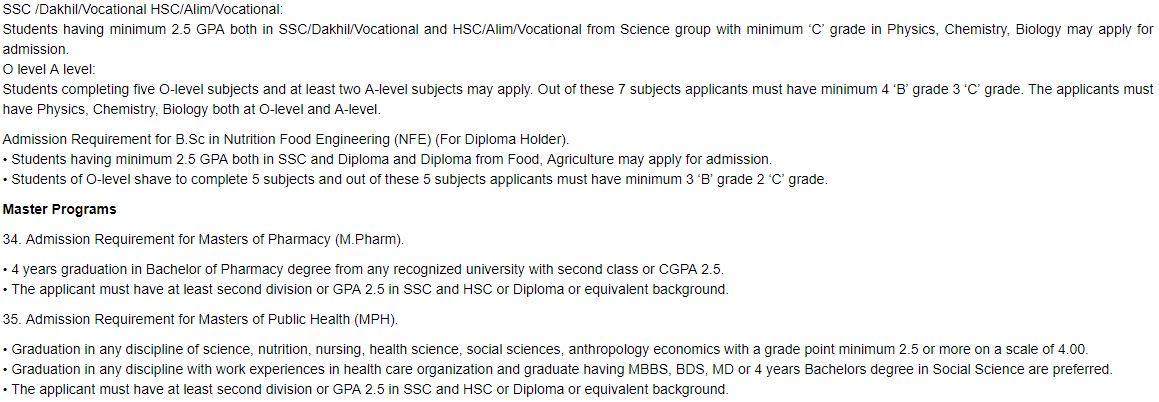 SSC /Dakhil/Vocational HSC/Alim/Vocational:
Students having minimum 2.5 GPA both in SSC/Dakhil/Vocational and HSC/Alim/Vocational from Science group with minimum ‘C’ grade in Physics, Chemistry, Biology may apply for
admission.
O level A level:
Students completing five O-level subjects and at least two A-level subjects may apply. Out of these 7 subjects applicants must have minimum 4 ‘B’ grade 3 ‘C’ grade. The applicants must
have Physics, Chemistry, Biology both at O-level and A-level.
Admission Requirement for B.Sc in Nutrition Food Engineering (NFE) (For Diploma Holder).
• Students having minimum 2.5 GPA both in SSC and Diploma and Diploma from Food, Agriculture may apply for admission.
• Students of O-level shave to complete 5 subjects and out of these 5 subjects applicants must have minimum 3 ‘B’ grade 2 ‘C’ grade.
Master Programs
34. Admission Requirement for Masters of Pharmacy (M.Pharm).
• 4 years graduation in Bachelor of Pharmacy degree from any recognized university with second class or CGPA 2.5.
• The applicant must have at least second division or GPA 2.5 in SSC and HSC or Diploma or equivalent background.
35. Admission Requirement for Masters of Public Health (MPH).
• Graduation in any discipline of science, nutrition, nursing, health science, social sciences, anthropology economics with a grade point minimum 2.5 or more on a scale of 4.00.
• Graduation in any discipline with work experiences in health care organization and graduate having MBBS, BDS, MD or 4 years Bachelors degree in Social Science are preferred.
• The applicant must have at least second division or GPA 2.5 in SSC and HSC or Diploma or equivalent background.